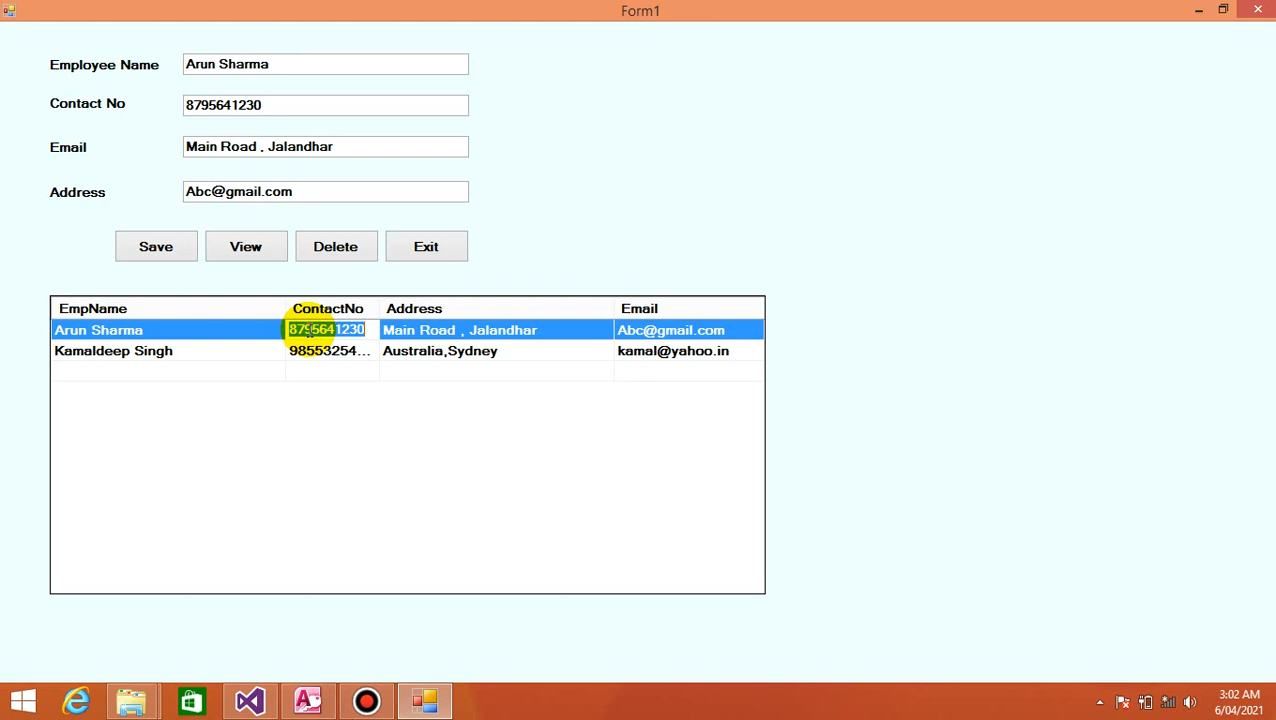 Form1
Employee Name Arun Sharma
Contact No 8795641230
Email Main Road , Jalandhar
Address Abc@gmail.com
Save View Delete Exit
EmpName ContactNo Address Email
Arun Sharma 8795641230 Main Road , Jalandhar Abc@gmail.com
Kamaldeep Singh 98553254... Australia,Sydney kamal@yahoo.in
3:02 AM
6/04/2021